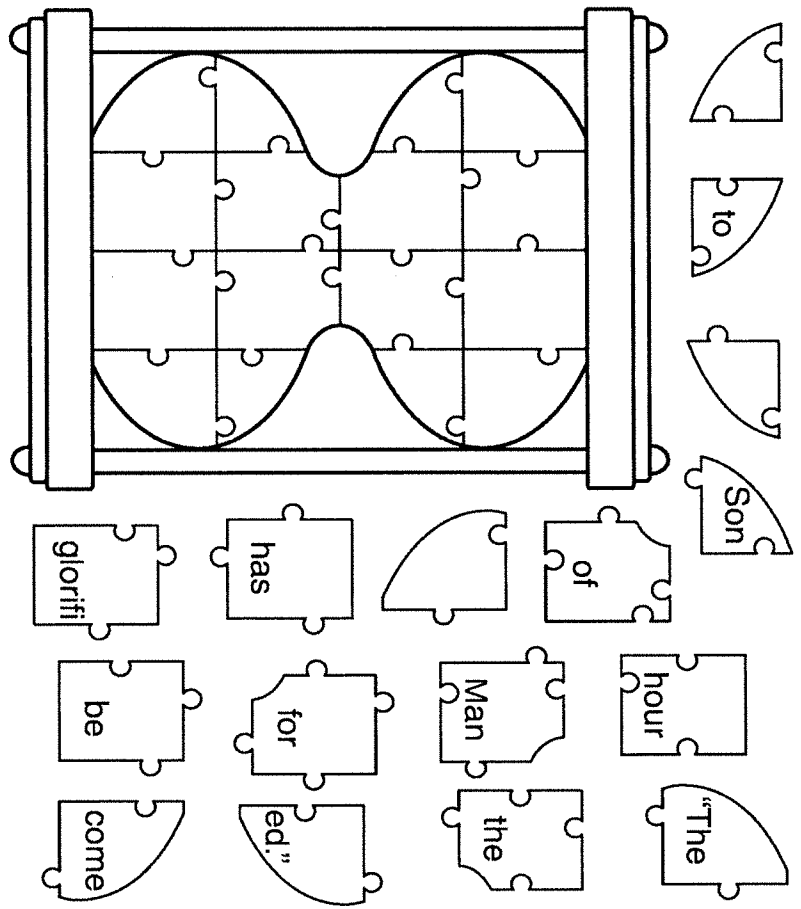 to
Son
of
hour
“The
Man
the
has
for
ed.”
glorifi
be
come